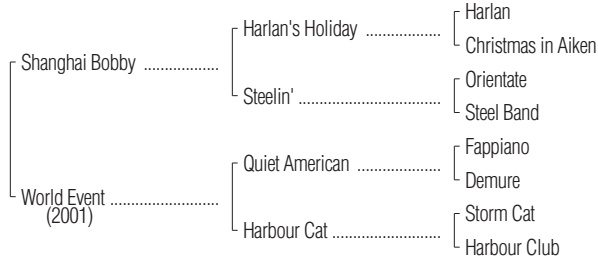 Harlan
Harlan's Holiday ..................
Christmas in Aiken
Shanghai Bobby ..................
Orientate
Steelin' ..................................
Steel Band
Fappiano
Quiet American ....................
Demure
World Event ..........................
(2001)
Storm Cat
Harbour Cat ..........................
Harbour Club